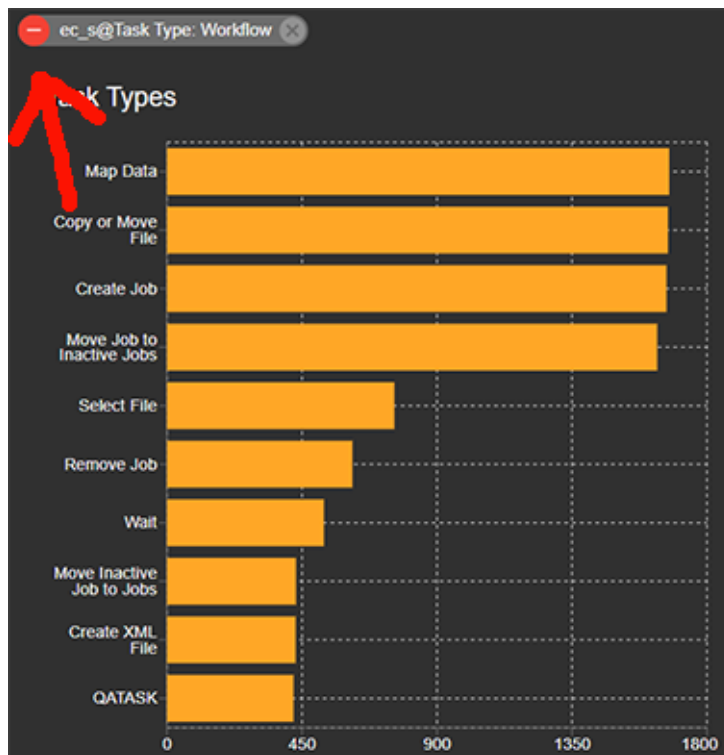 ec_s@Task Type: Workflow
Types
Map Data
Copy or Move
File
Create Job
Move Job to
Inactive Jobs
Select File
Remove Job
Wait
Move Inactive
Job to Jobs
Create XML
File
QATASK
0 450 900 1350 1800